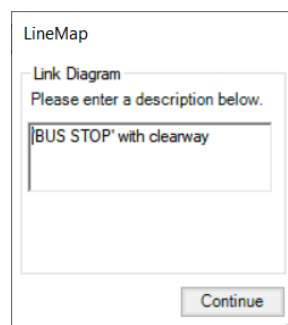 LineMap
Link Diagram
Please enter a description below.
'BUS STOP' with clearway
Continue